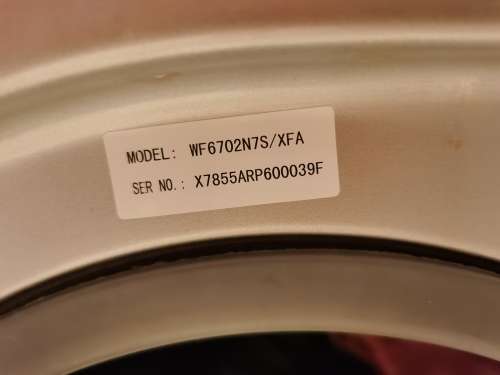 MODEL: WF6702N7S/XFA
SER NO.: X7855ARP600039F